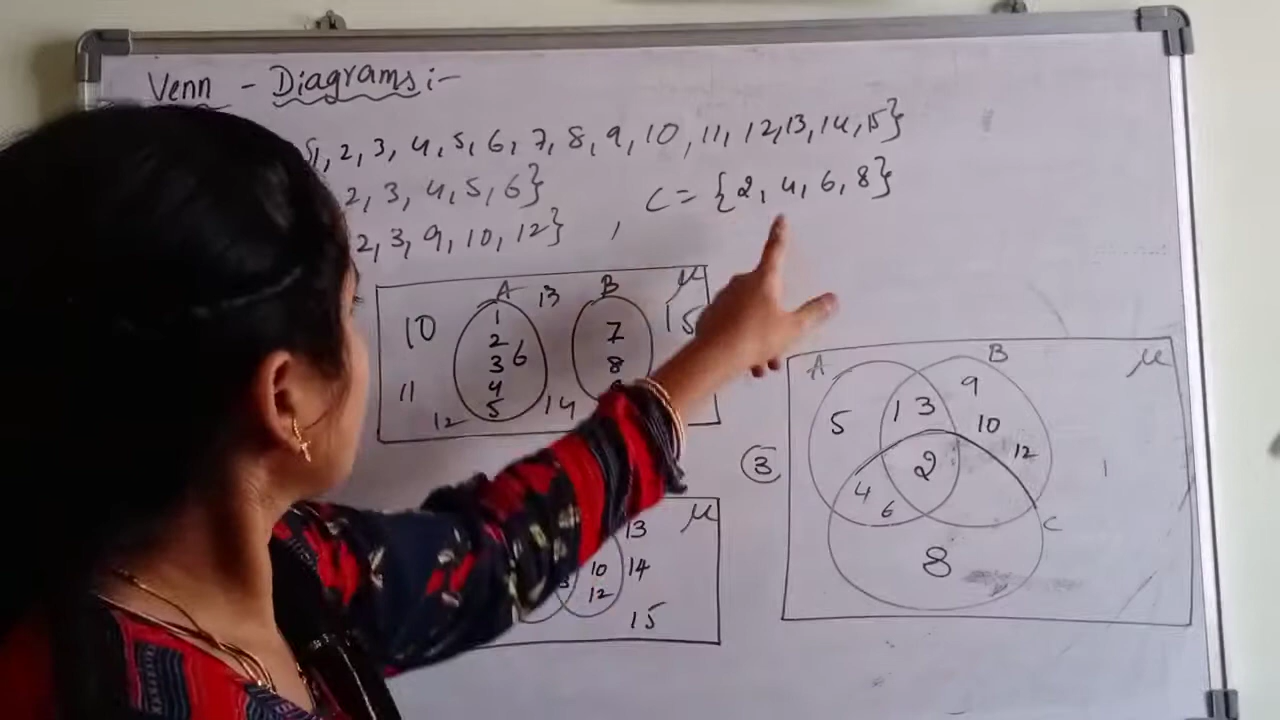 Venn - Diagrams:-
1, 2, 3, 4, 5, 6, 7, 8, 9, 10, 11, 12, 13, 14, 15}
2, 3, 4, 5, 6}
C = {2, 4, 6, 8}
2, 3, 9, 10, 12} ,
A 13 B μ
10 1 7 15
2 6
3 8
11 4
12 5 14
A B μ
9
5 1 3 10
③ 2 12
4
6 C
8
μ
13
10 14
3 12
15